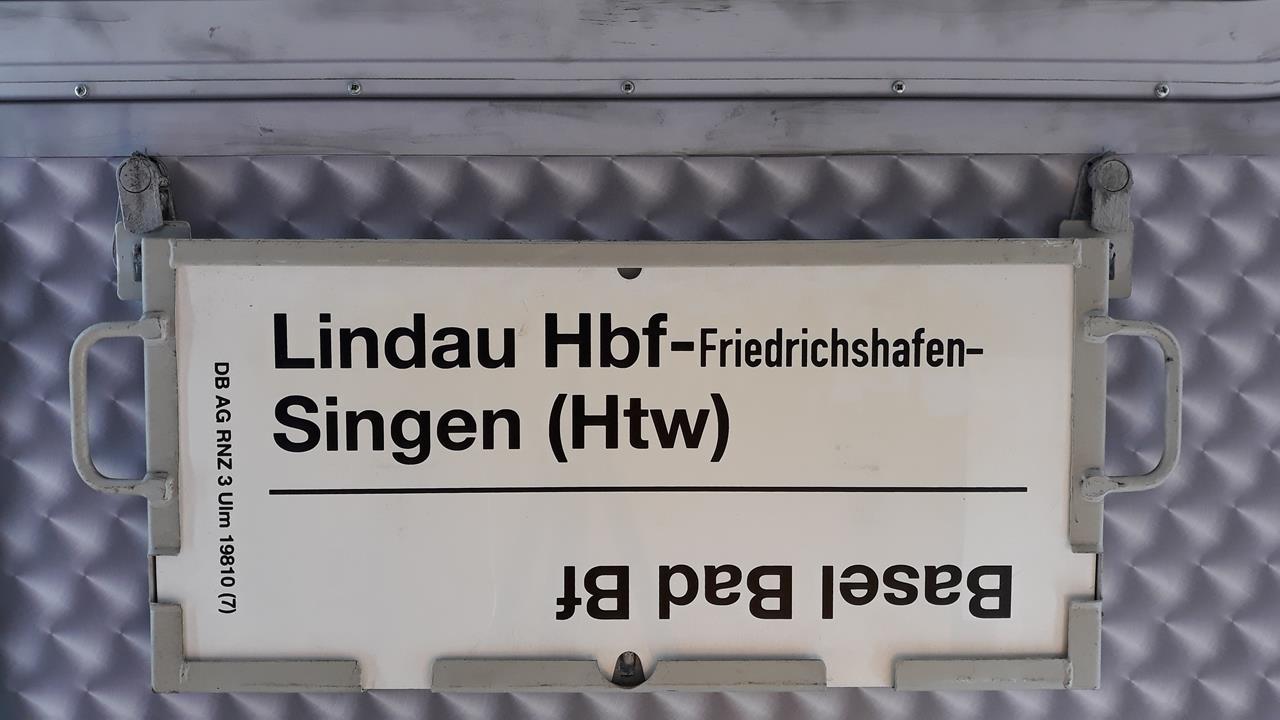 Lindau Hbf-Friedrichshafen-
Singen (Htw)
Basel Bad Bf
DB AG RNZ 3 Ulm 19810 (7)